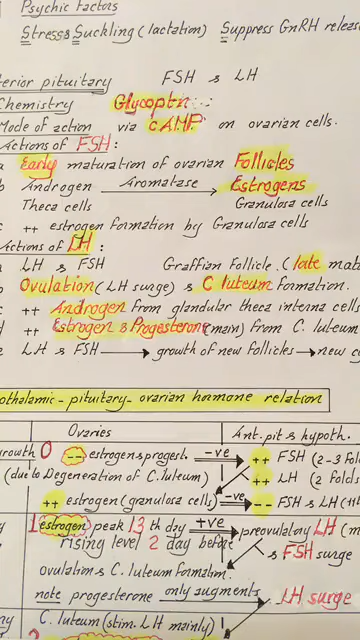 Psychic factors
Stress & Suckling (lactation) Suppress GnRH release
terior pituitary FSH & LH
Chemistry Glycoptn
Mode of action via CAMP on ovarian cells.
Actions of FSH:
a Early maturation of ovarian Follicles
b Androgen Aromatase → Estrogens
Theca cells Granulosa cells
c ++ estrogen formation by Granulosa cells
Actions of LH:
a LH & FSH Graffian Follicle. (late mat
b Ovulation (LH surge) & C luteum formation.
c ++ Androgen from glandular theca interna cells
d ++ Estrogen & Progesterone (main) from C. luteum
e LH & FSH → growth of new follicles → new c
othalamic-pituitary-ovarian hormone relation
Ovaries Ant. pit & hypoth.
growth 0 -- estrogen & progest. -ve → ++ FSH (2-3 Fold
(due to Degeneration of C. luteum) ++ LH (2 Folds
++ estrogen (granulosa cells) -ve → -- FSH & LH
1 estrogen peak 13 th day +ve → preovulatory LH (m
rising level 2 day before & FSH surge
ovulation & C. luteum formation.
note progesterone only augments → LH surge
C. luteum (stim. LH mainly)